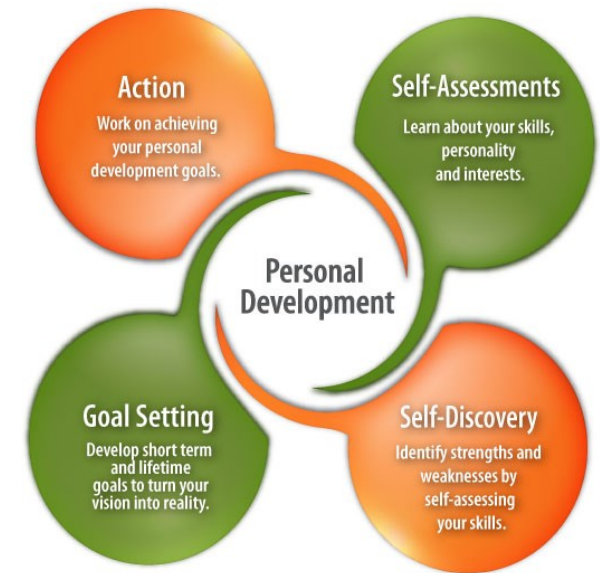 Action
Work on achieving
your personal
development goals.
Self-Assessments
Learn about your skills,
personality
and interests.
Personal
Development
Goal Setting
Develop short term
and lifetime
goals to turn your
vision into reality.
Self-Discovery
Identify strengths and
weaknesses by
self-assessing
your skills.